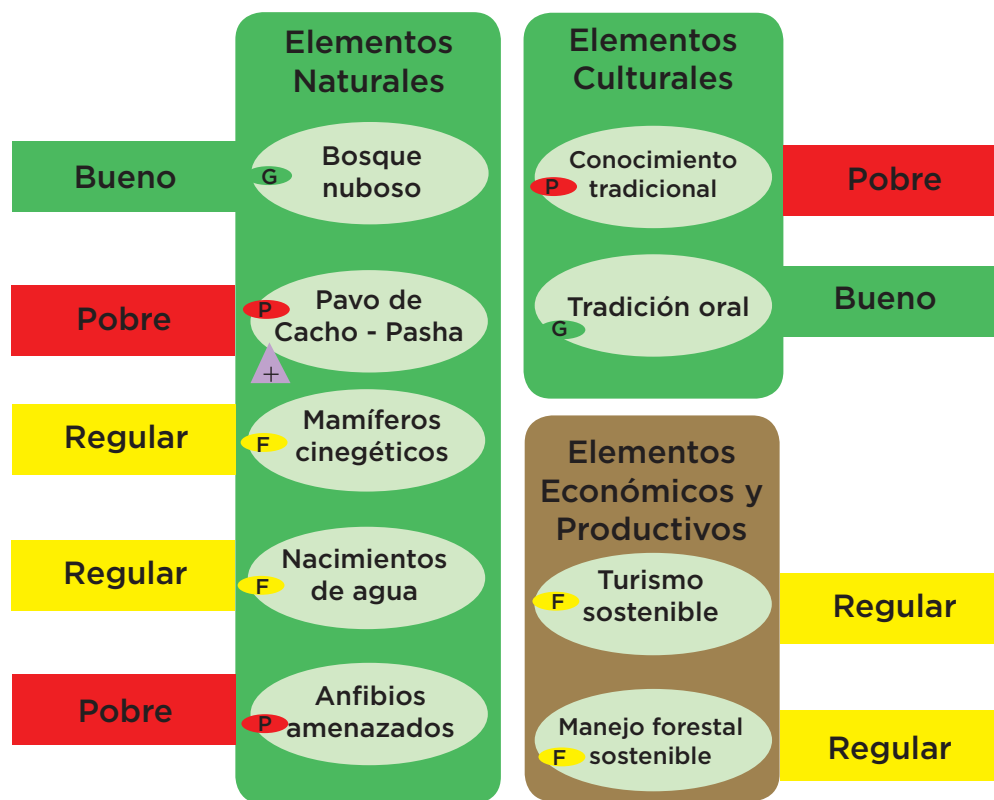 Elementos
Naturales
Bueno
G
Bosque
nuboso
Pobre
P
Pavo de
Cacho - Pasha
+
Regular
F
Mamíferos
cinegéticos
Regular
F
Nacimientos
de agua
Pobre
P
Anfibios
amenazados
Elementos
Culturales
Conocimiento
tradicional
P
Pobre
Tradición oral
G
Bueno
Elementos
Económicos y
Productivos
Turismo
sostenible
F
Regular
Manejo forestal
sostenible
F
Regular